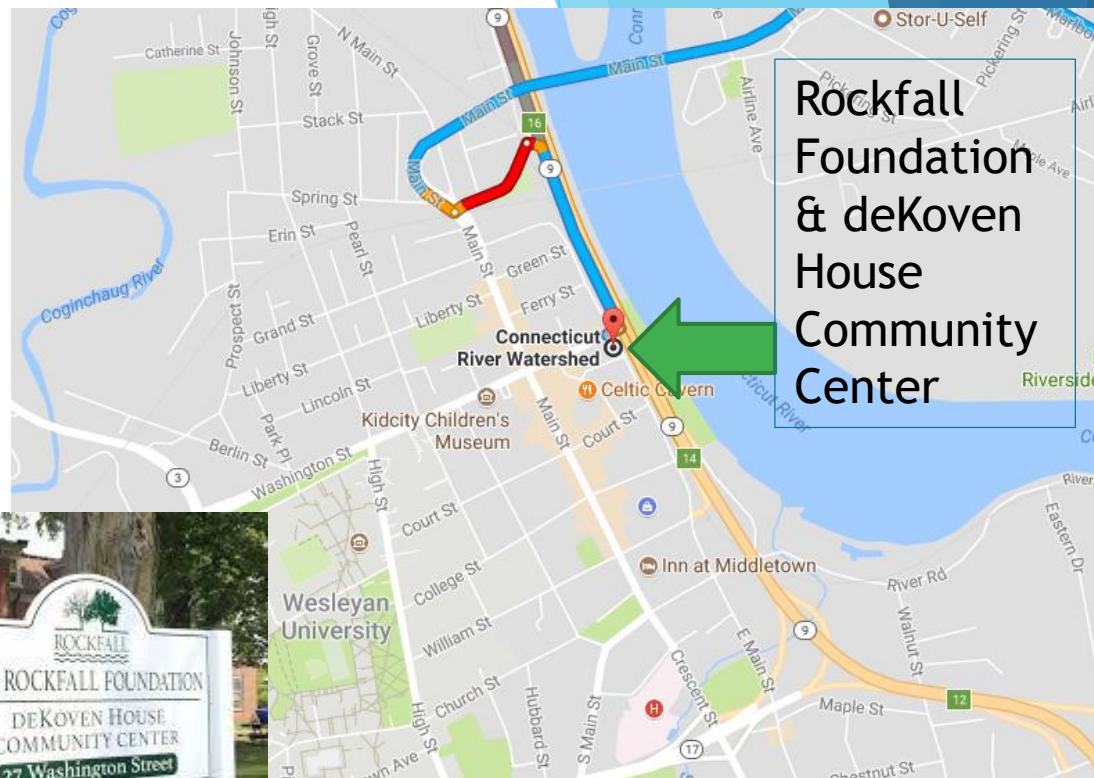 9
Stor-U-Self
Catherine St
Johnson St
Grove St
N Main St
Main St
Main St
Airline Ave
Pickering St
Pickering St
Stack St
16
9
Main St
Spring St
Erin St
Pearl St
Main St
Green St
Ferry St
Liberty St
Coginchaug River
Prospect St
Grand St
Liberty St
Lincoln St
Park Pl
Berlin St
Washington St
3
Connecticut
River Watershed
Celtic Cavern
Kidcity Children's
Museum
Main St
Court St
9
14
Rockfall
Foundation
& deKoven
House
Community
Center
Riverside
High St
Court St
College St
William St
Church St
High St
Wesleyan
University
Inn at Middletown
River Rd
Eastern Dr
Walnut St
9
E Main St
Crescent St
Maple St
12
Hubbard St
S Main St
H
17
ROCKFALL
ROCKFALL FOUNDATION
DEKOVEN HOUSE
COMMUNITY CENTER
27 Washington Street